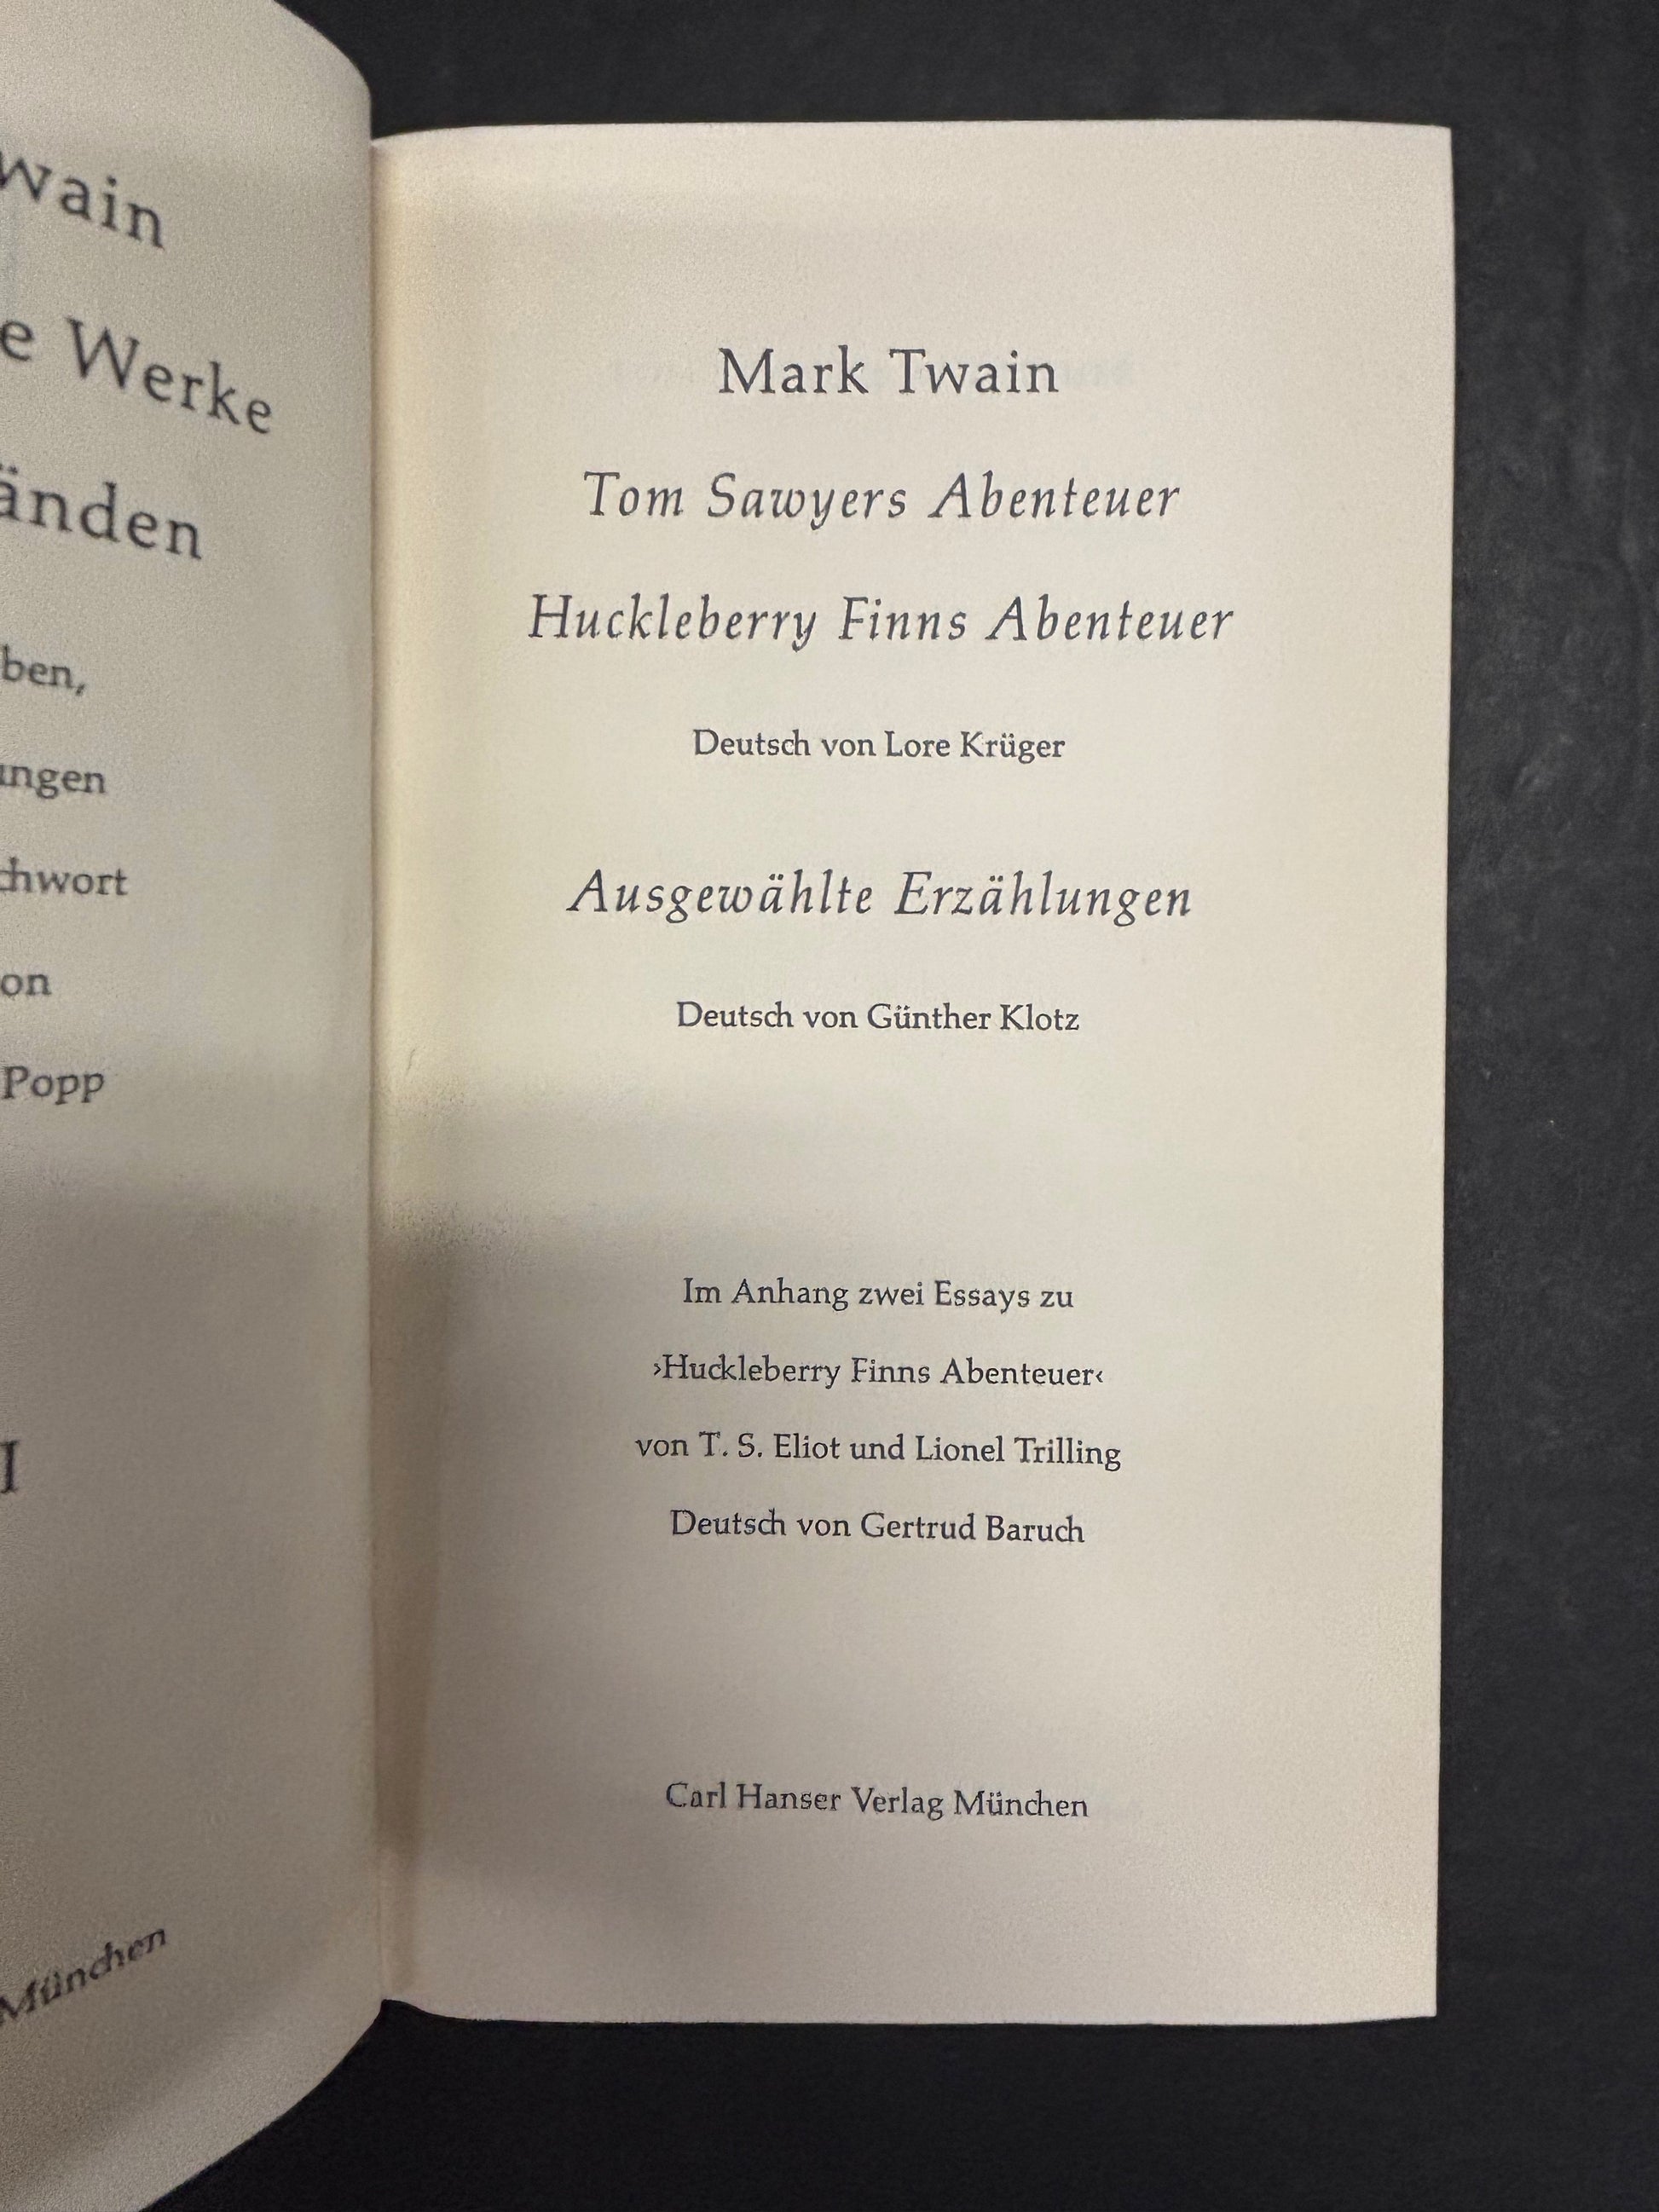 wain
e Werke
änden
ben,
ungen
chwort
on
Popp
I
München
Mark Twain
Tom Sawyers Abenteuer
Huckleberry Finns Abenteuer
Deutsch von Lore Krüger
Ausgewählte Erzählungen
Deutsch von Günther Klotz
Im Anhang zwei Essays zu
›Huckleberry Finns Abenteuer‹
von T. S. Eliot und Lionel Trilling
Deutsch von Gertrud Baruch
Carl Hanser Verlag München